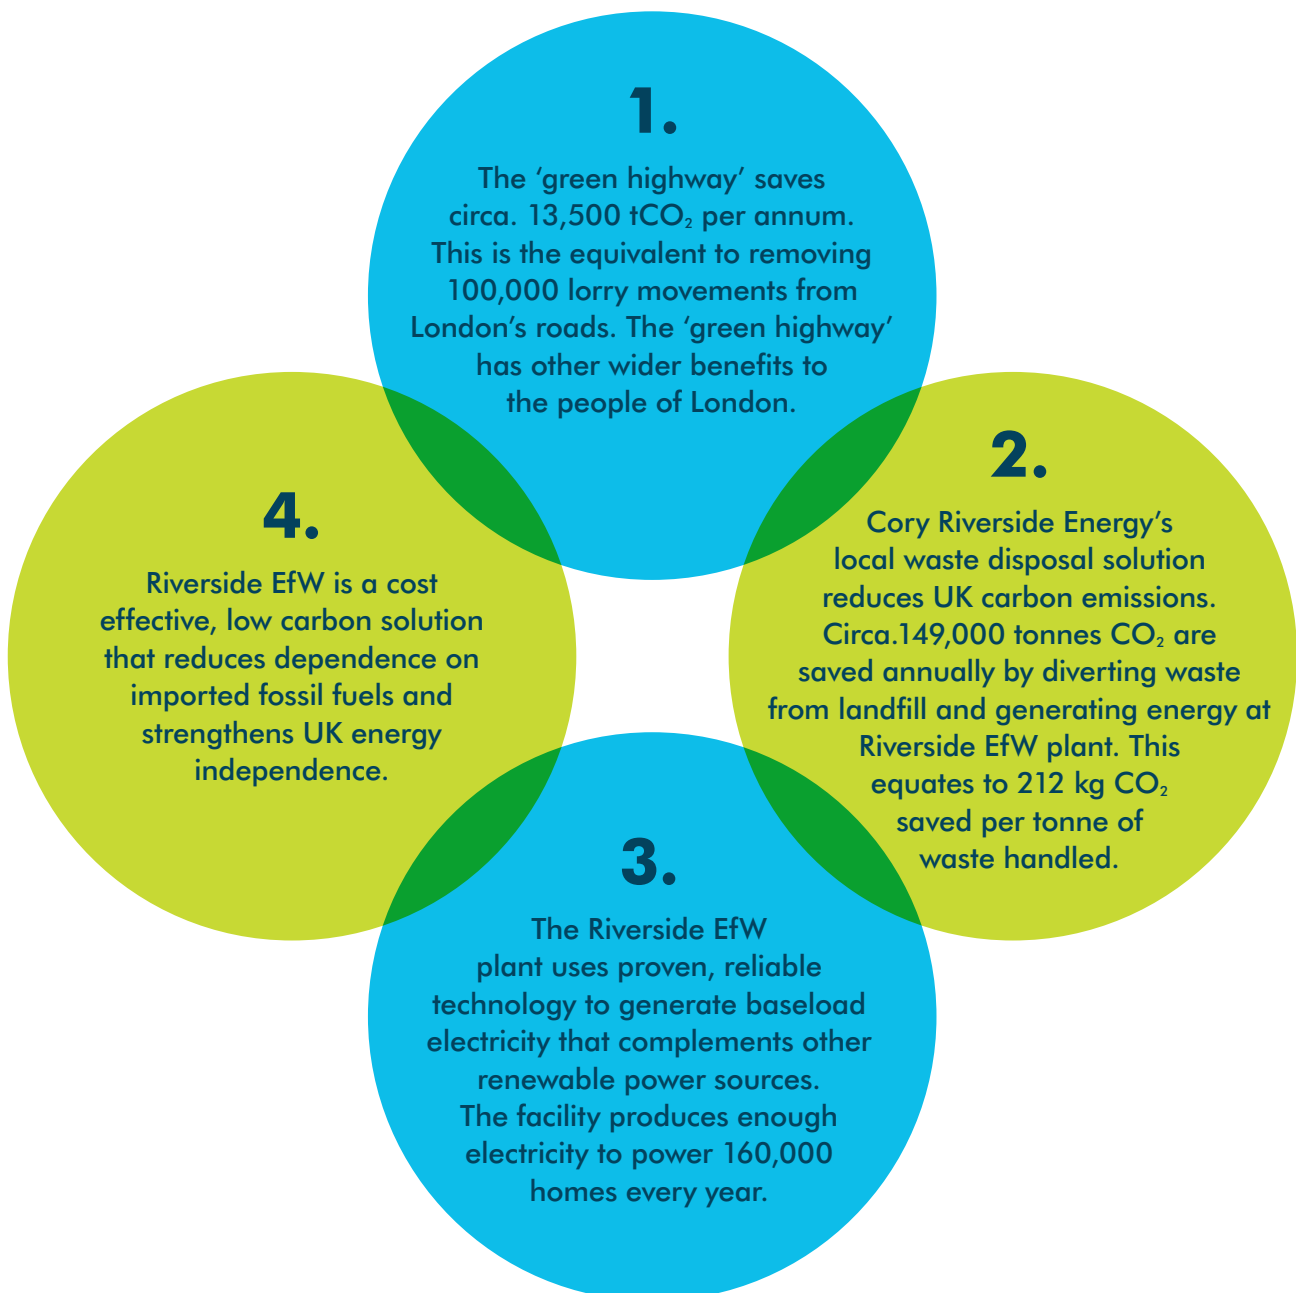 1.
The ‘green highway’ saves
circa. 13,500 tCO₂ per annum.
This is the equivalent to removing
100,000 lorry movements from
London’s roads. The ‘green highway’
has other wider benefits to
the people of London.
2.
Cory Riverside Energy’s
local waste disposal solution
reduces UK carbon emissions.
Circa.149,000 tonnes CO₂ are
saved annually by diverting waste
from landfill and generating energy at
Riverside EfW plant. This
equates to 212 kg CO₂
saved per tonne of
waste handled.
3.
The Riverside EfW
plant uses proven, reliable
technology to generate baseload
electricity that complements other
renewable power sources.
The facility produces enough
electricity to power 160,000
homes every year.
4.
Riverside EfW is a cost
effective, low carbon solution
that reduces dependence on
imported fossil fuels and
strengthens UK energy
independence.